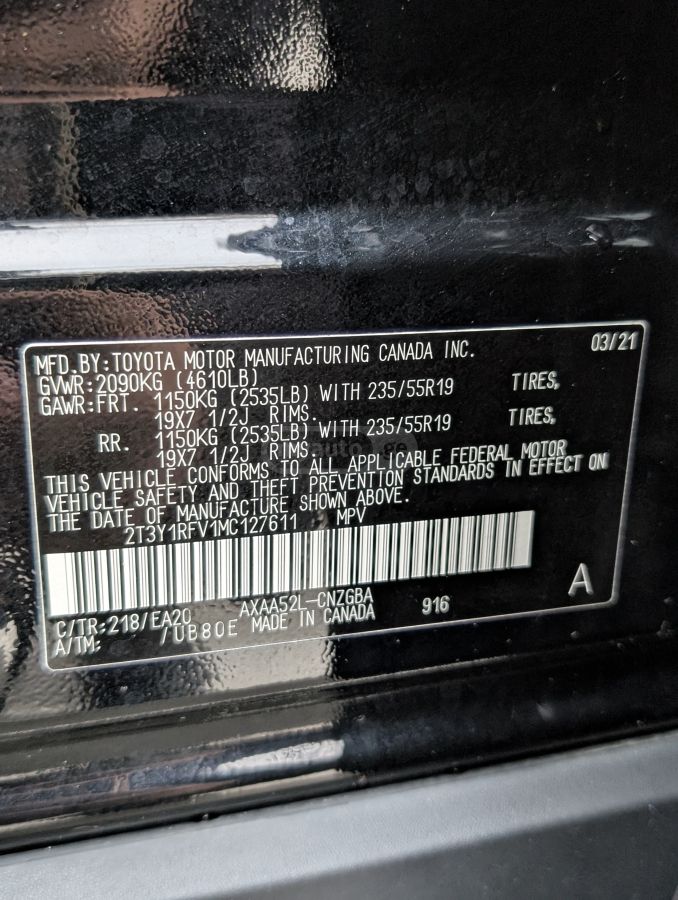 MFD.BY:TOYOTA MOTOR MANUFACTURING CANADA INC. 03/21
GVWR:2090KG (4610LB)
GAWR:FRT. 1150KG (2535LB) WITH 235/55R19 TIRES,
19X7 1/2J RIMS.
RR. 1150KG (2535LB) WITH 235/55R19 TIRES,
19X7 1/2J RIMS.
THIS VEHICLE CONFORMS TO ALL APPLICABLE FEDERAL MOTOR
VEHICLE SAFETY AND THEFT PREVENTION STANDARDS IN EFFECT ON
THE DATE OF MANUFACTURE SHOWN ABOVE.
2T3Y1RFV1MC127611 MPV
A
C/TR:218/EA20 AXAA52L-CNZGBA 916
A/TM: /UB80E MADE IN CANADA